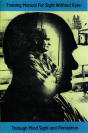 Training Manual For Sight Without Eyes
Through Mind Sight and Perception